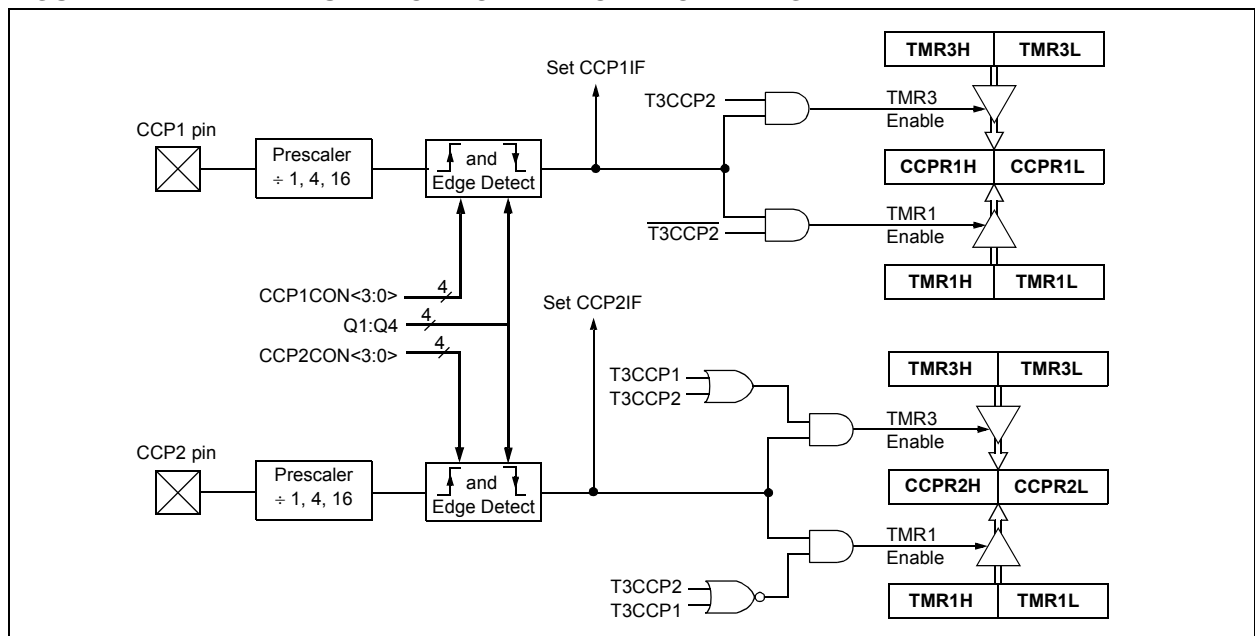 TMR3H TMR3L
Set CCP1IF
T3CCP2
TMR3
Enable
CCP1 pin
Prescaler
÷ 1, 4, 16
and
Edge Detect
CCPR1H CCPR1L
TMR1
Enable
T3CCP2
TMR1H TMR1L
CCP1CON<3:0> 4
Q1:Q4 4
CCP2CON<3:0> 4
Set CCP2IF
TMR3H TMR3L
T3CCP1
T3CCP2
TMR3
Enable
CCP2 pin
Prescaler
÷ 1, 4, 16
and
Edge Detect
CCPR2H CCPR2L
TMR1
Enable
T3CCP2
T3CCP1
TMR1H TMR1L